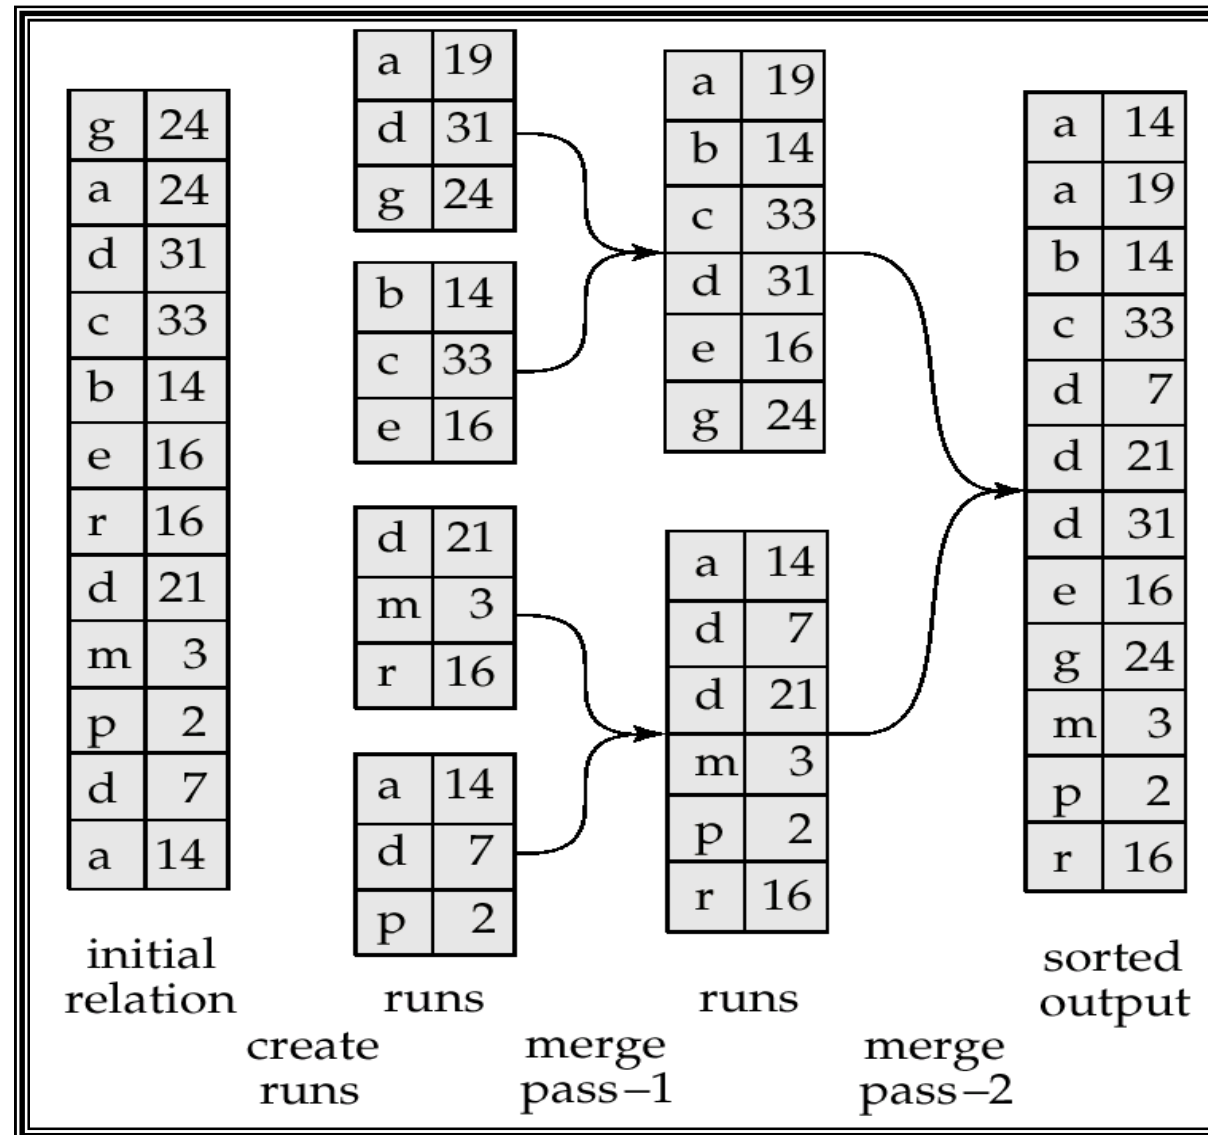 g 24
a 24
d 31
c 33
b 14
e 16
r 16
d 21
m 3
p 2
d 7
a 14
initial
relation
create
runs
a 19
d 31
g 24
b 14
c 33
e 16
d 21
m 3
r 16
a 14
d 7
p 2
runs
merge
pass–1
a 19
b 14
c 33
d 31
e 16
g 24
a 14
d 7
d 21
m 3
p 2
r 16
runs
merge
pass–2
a 14
a 19
b 14
c 33
d 7
d 21
d 31
e 16
g 24
m 3
p 2
r 16
sorted
output